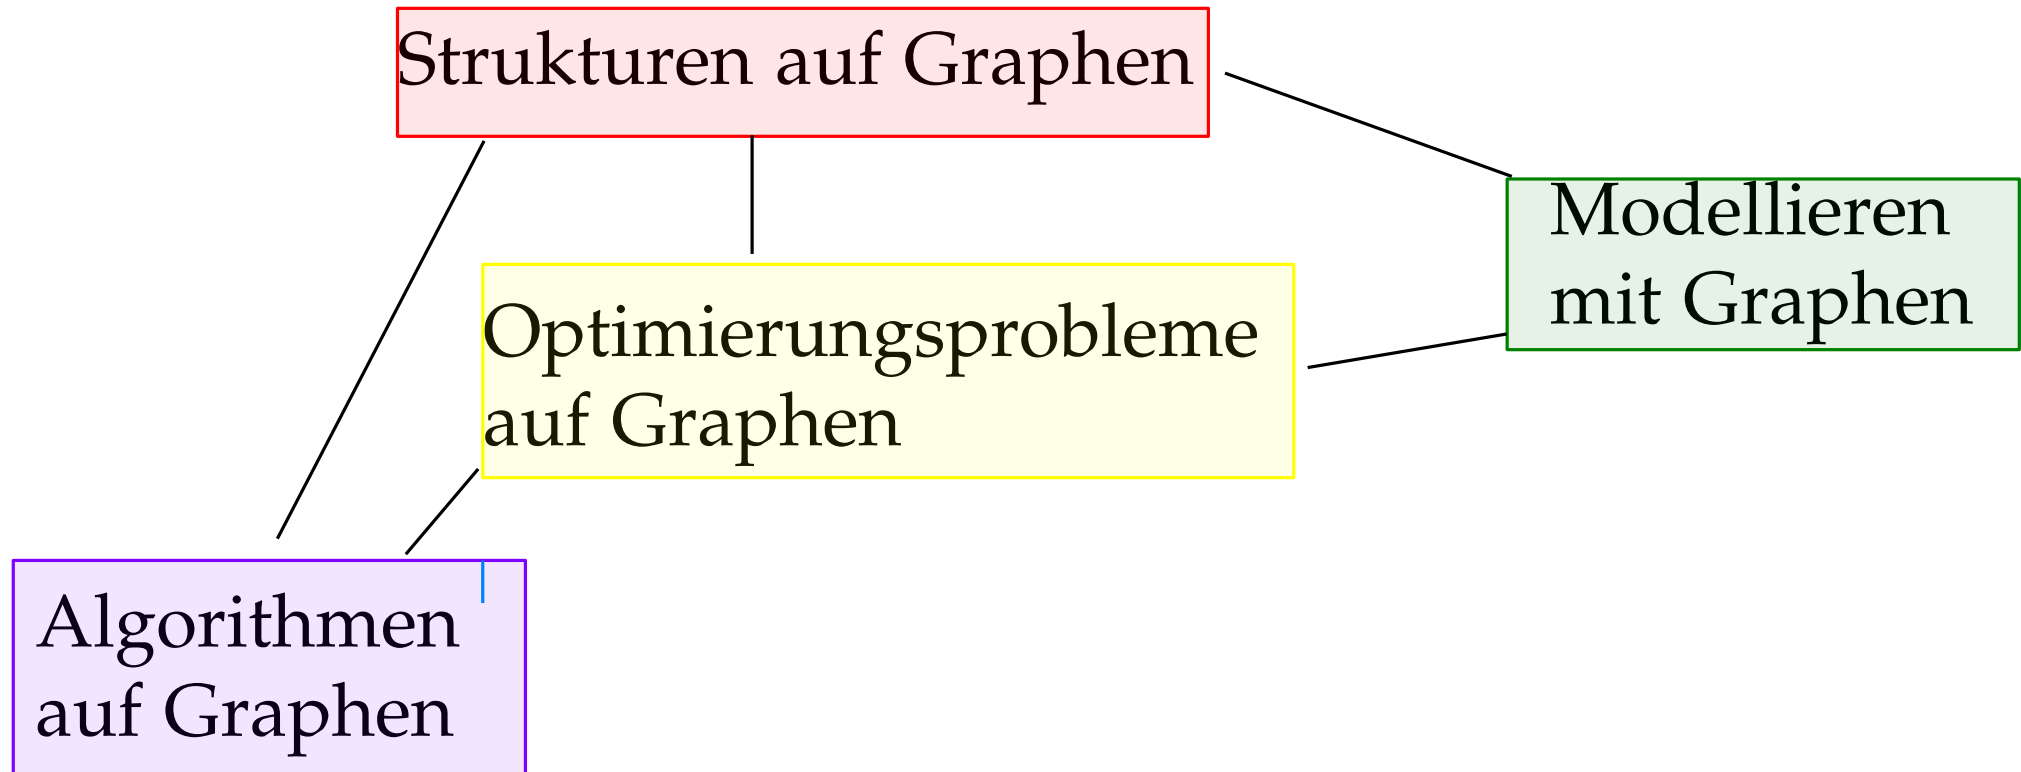 Strukturen auf Graphen
Modellieren
mit Graphen
Optimierungsprobleme
auf Graphen
Algorithmen
auf Graphen